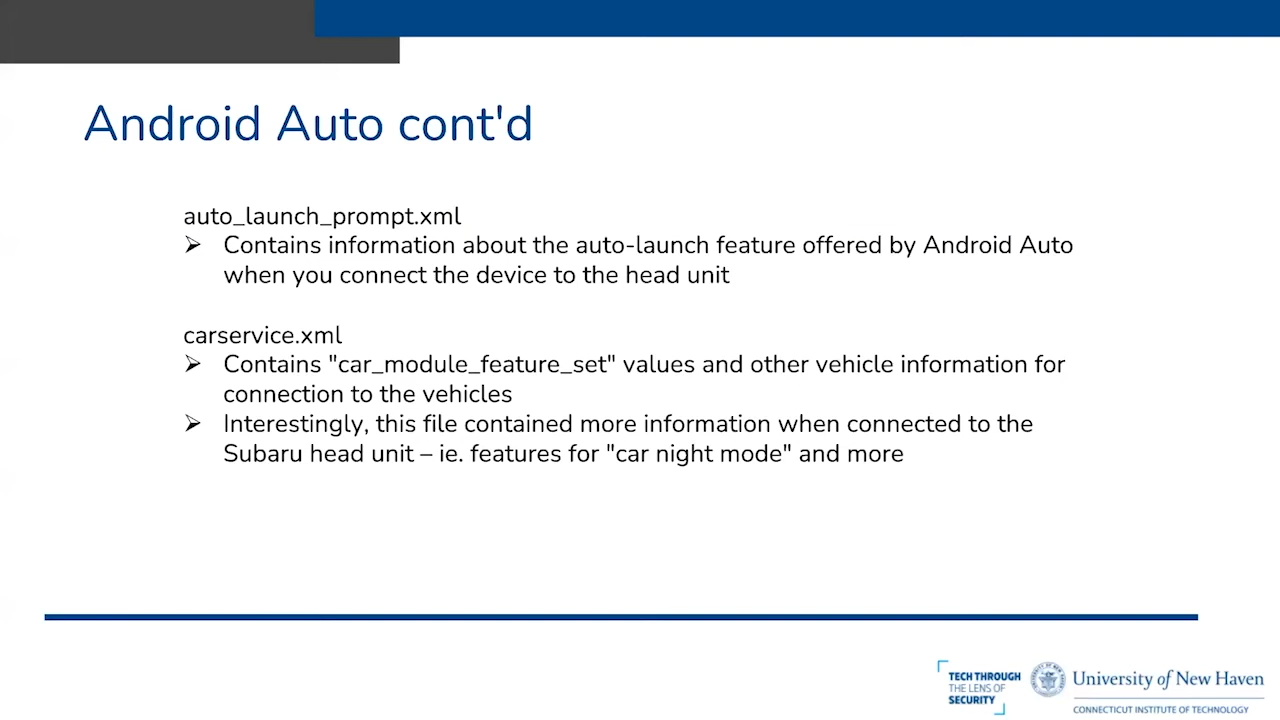 Android Auto cont'd
auto_launch_prompt.xml
➢ Contains information about the auto-launch feature offered by Android Auto
when you connect the device to the head unit
carservice.xml
➢ Contains "car_module_feature_set" values and other vehicle information for
connection to the vehicles
➢ Interestingly, this file contained more information when connected to the
Subaru head unit – ie. features for "car night mode" and more
TECH THROUGH
THE LENS OF
SECURITY
University of New Haven
CONNECTICUT INSTITUTE OF TECHNOLOGY